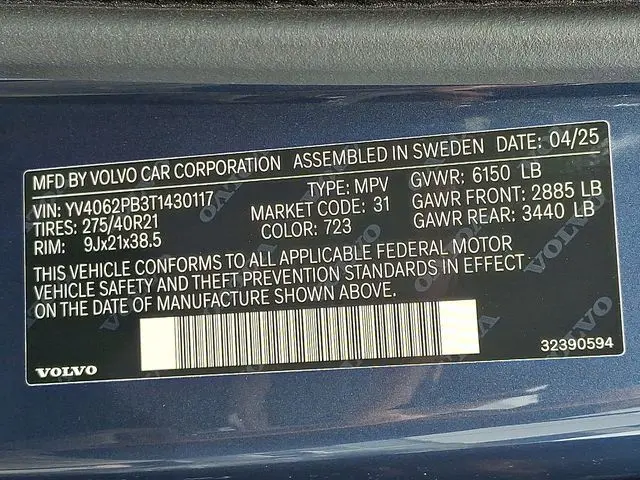 MFD BY VOLVO CAR CORPORATION ASSEMBLED IN SWEDEN DATE: 04/25
VIN: YV4062PB3T1430117 TYPE: MPV GVWR: 6150 LB
TIRES: 275/40R21 MARKET CODE: 31 GAWR FRONT: 2885 LB
RIM: 9Jx21x38.5 COLOR: 723 GAWR REAR: 3440 LB
THIS VEHICLE CONFORMS TO ALL APPLICABLE FEDERAL MOTOR
VEHICLE SAFETY AND THEFT PREVENTION STANDARDS IN EFFECT
ON THE DATE OF MANUFACTURE SHOWN ABOVE.
VOLVO 32390594